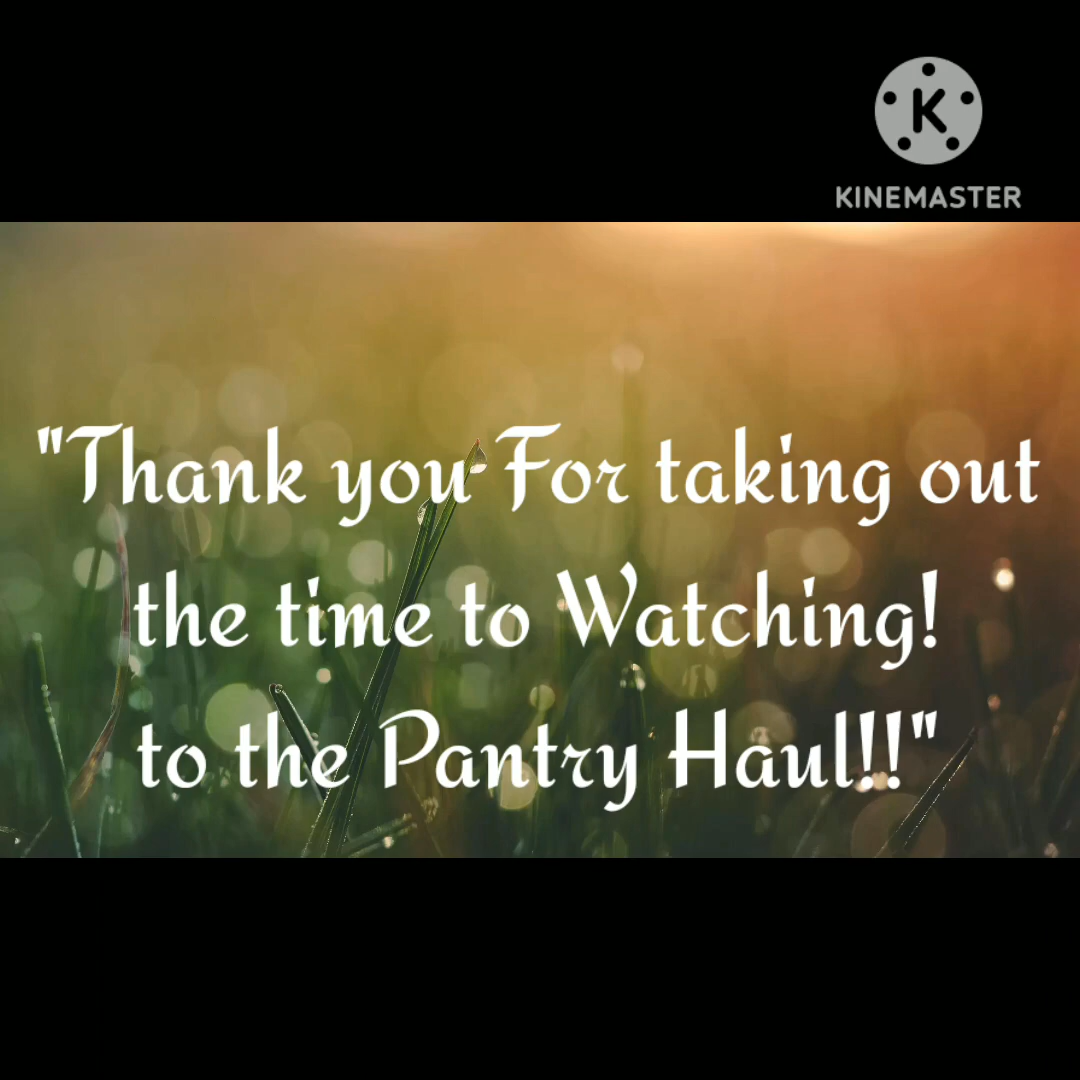 KINEMASTER
"Thank you For taking out
the time to Watching!
to the Pantry Haul!!"